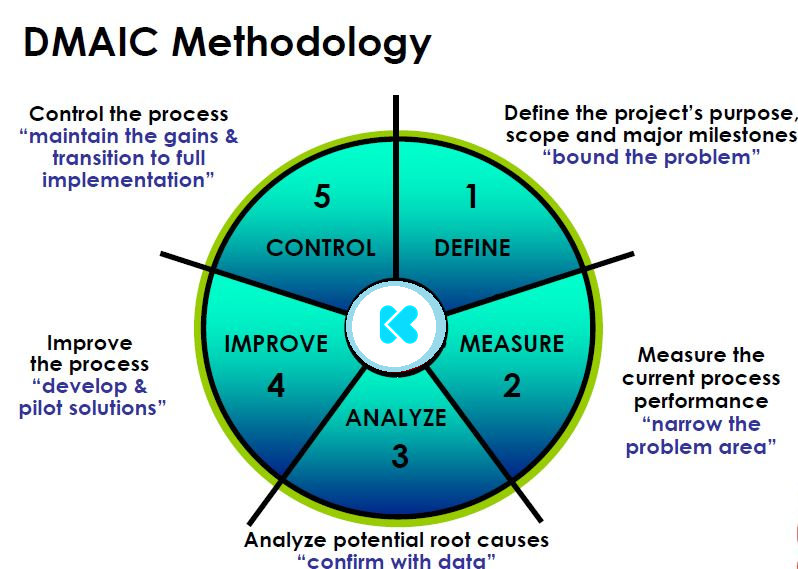 DMAIC Methodology
Control the process
“maintain the gains &
transition to full
implementation”
Define the project’s purpose,
scope and major milestones
“bound the problem”
5
CONTROL
1
DEFINE
IMPROVE
4
MEASURE
2
ANALYZE
3
Improve
the process
“develop &
pilot solutions”
Measure the
current process
performance
“narrow the
problem area”
Analyze potential root causes
“confirm with data”